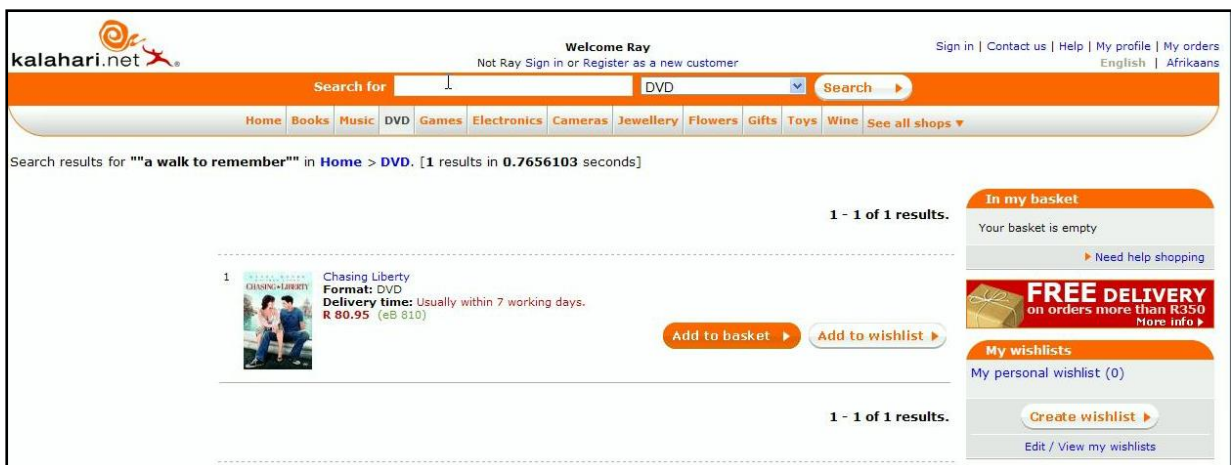 kalahari.net
Welcome Ray
Not Ray Sign in or Register as a new customer
Sign in | Contact us | Help | My profile | My orders
English | Afrikaans
Search for DVD Search
Home Books Music DVD Games Electronics Cameras Jewellery Flowers Gifts Toys Wine See all shops
Search results for ""a walk to remember"" in Home > DVD. [1 results in 0.7656103 seconds]
1 - 1 of 1 results.
1
CHASING LIBERTY
Chasing Liberty
Format: DVD
Delivery time: Usually within 7 working days.
R 80.95 (eB 810)
Add to basket Add to wishlist
1 - 1 of 1 results.
In my basket
Your basket is empty
Need help shopping
FREE DELIVERY
on orders more than R350
More info
My wishlists
My personal wishlist (0)
Create wishlist
Edit / View my wishlists